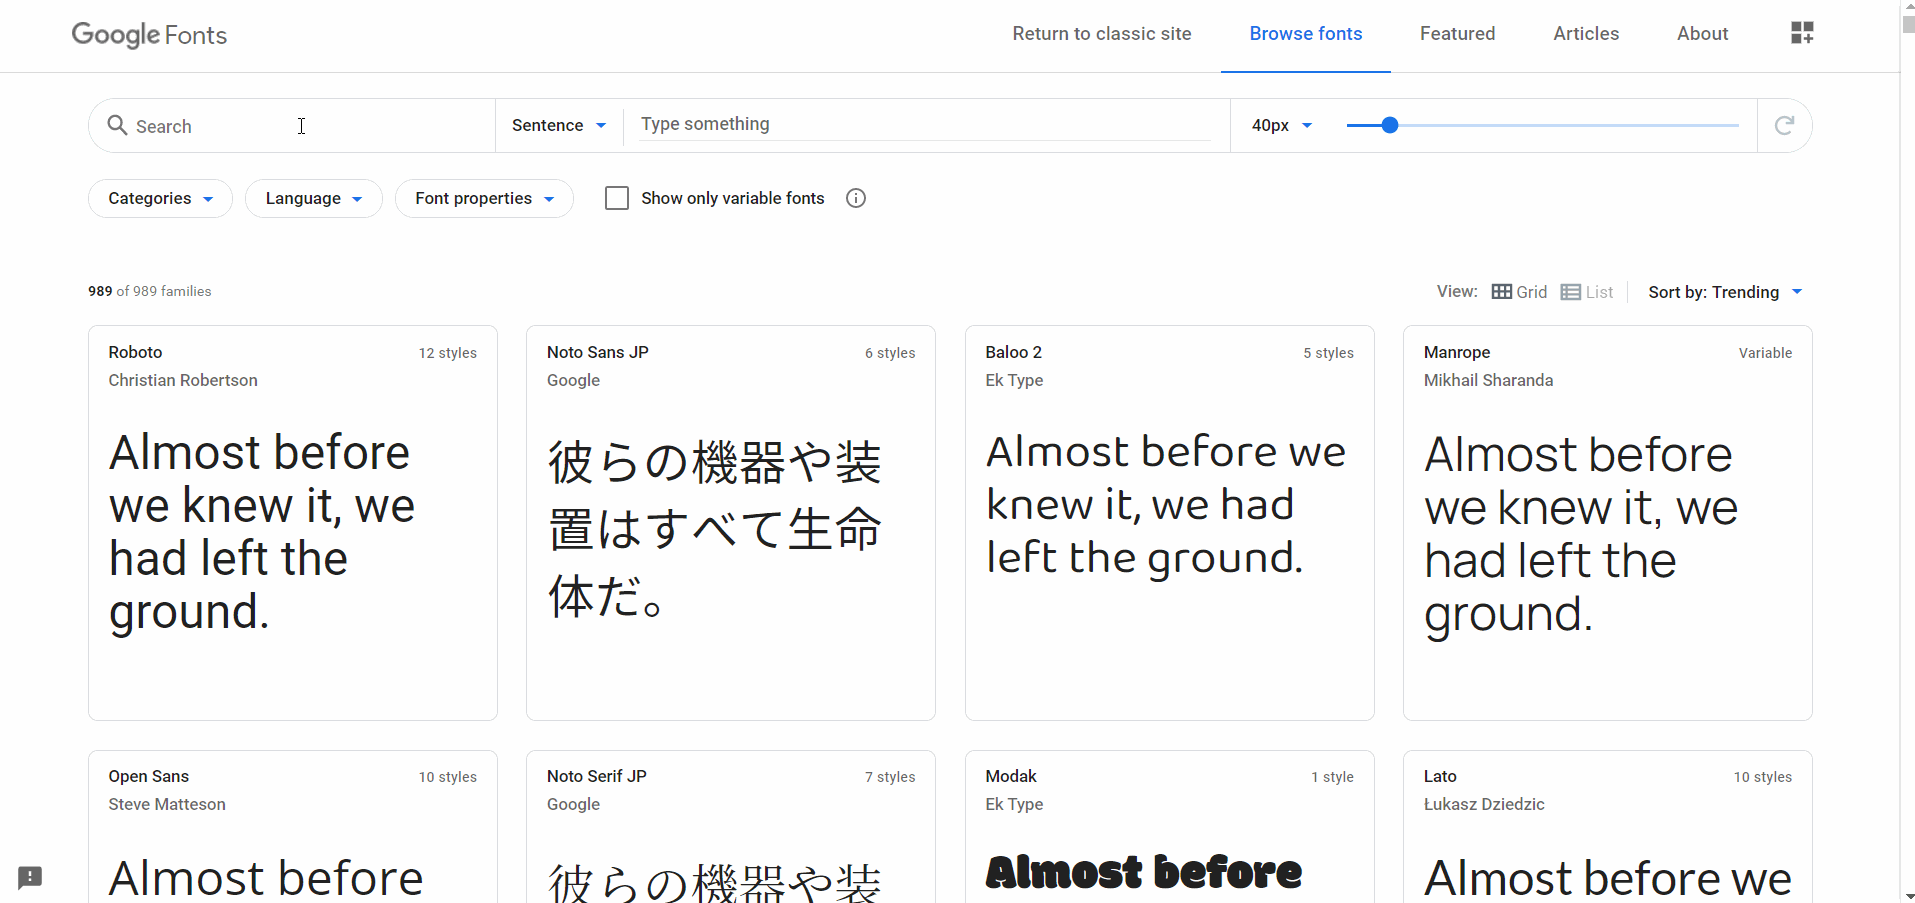 Google Fonts
Return to classic site
Browse fonts
Featured
Articles
About
Search
Sentence
Type something
40px
Categories
Language
Font properties
Show only variable fonts
989 of 989 families
View: Grid List
Sort by: Trending
Roboto
12 styles
Christian Robertson
Almost before
we knew it, we
had left the
ground.
Noto Sans JP
6 styles
Google
彼らの機器や装
置はすべて生命
体だ。
Baloo 2
5 styles
Ek Type
Almost before we
knew it, we had
left the ground.
Manrope
Variable
Mikhail Sharanda
Almost before
we knew it, we
had left the
ground.
Open Sans
10 styles
Steve Matteson
Almost before
Noto Serif JP
7 styles
Google
彼らの機器や装
Modak
1 style
Ek Type
Almost before
Lato
10 styles
Łukasz Dziedzic
Almost before we